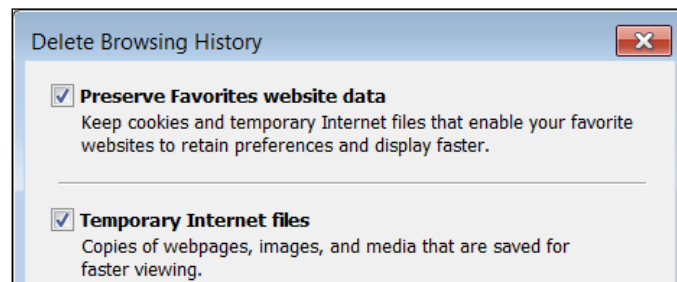 Delete Browsing History
Preserve Favorites website data
Keep cookies and temporary Internet files that enable your favorite
websites to retain preferences and display faster.
Temporary Internet files
Copies of webpages, images, and media that are saved for
faster viewing.